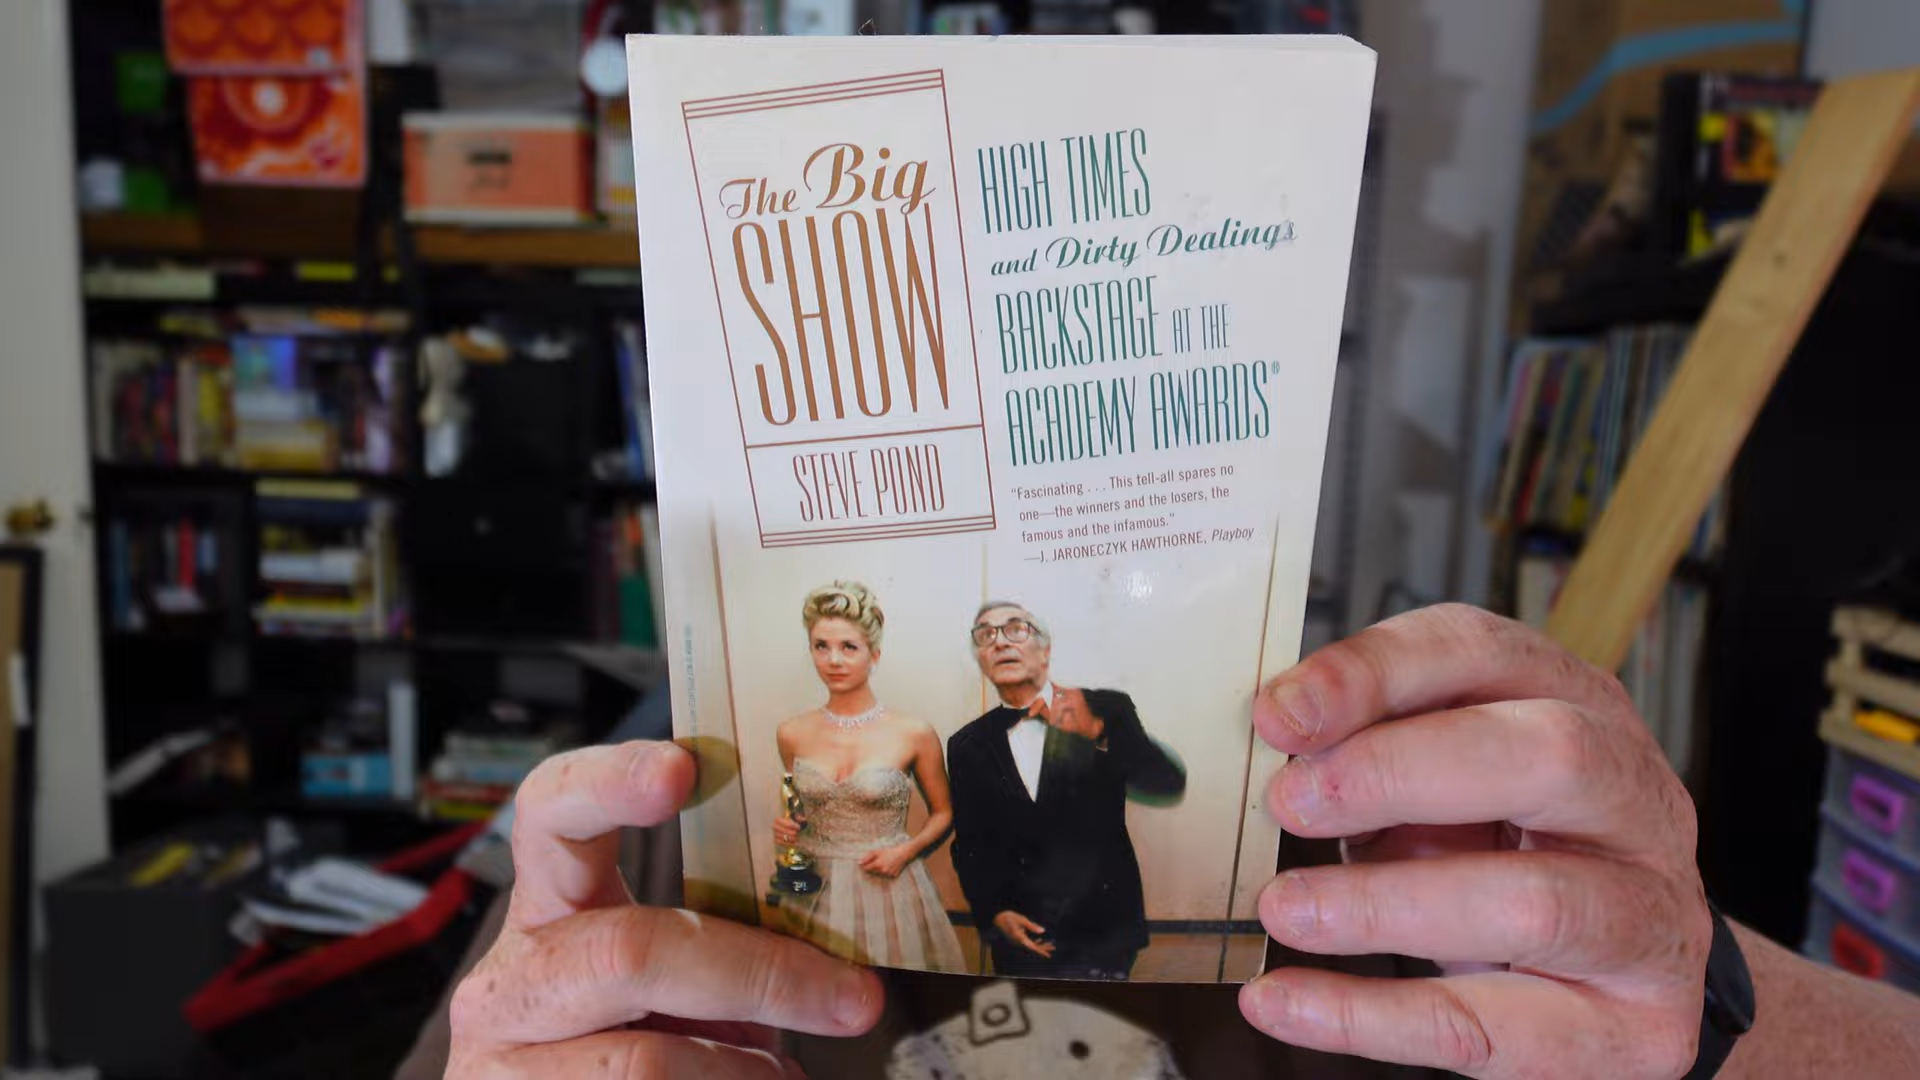 The Big
SHOW
STEVE POND
HIGH TIMES
and Dirty Dealings
BACKSTAGE AT THE
ACADEMY AWARDS®
“Fascinating . . . This tell-all spares no
one—the winners and the losers, the
famous and the infamous.”
—J. JARONECZYK HAWTHORNE, Playboy